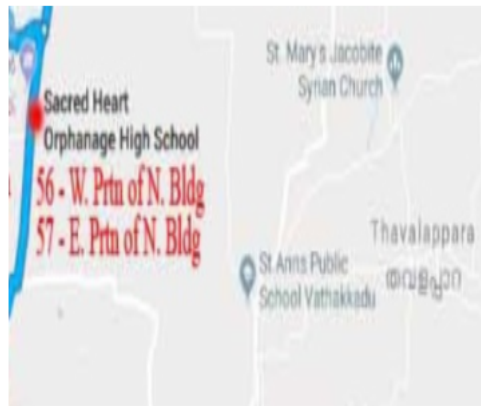 St. Mary's Jacobite
Syrian Church
Sacred Heart
Orphanage High School
56 - W. Prtn of N. Bldg
57 - E. Prtn of N. Bldg
Thavalappara
തവളപ്പാറ
St Anns Public
School Vathakkadu